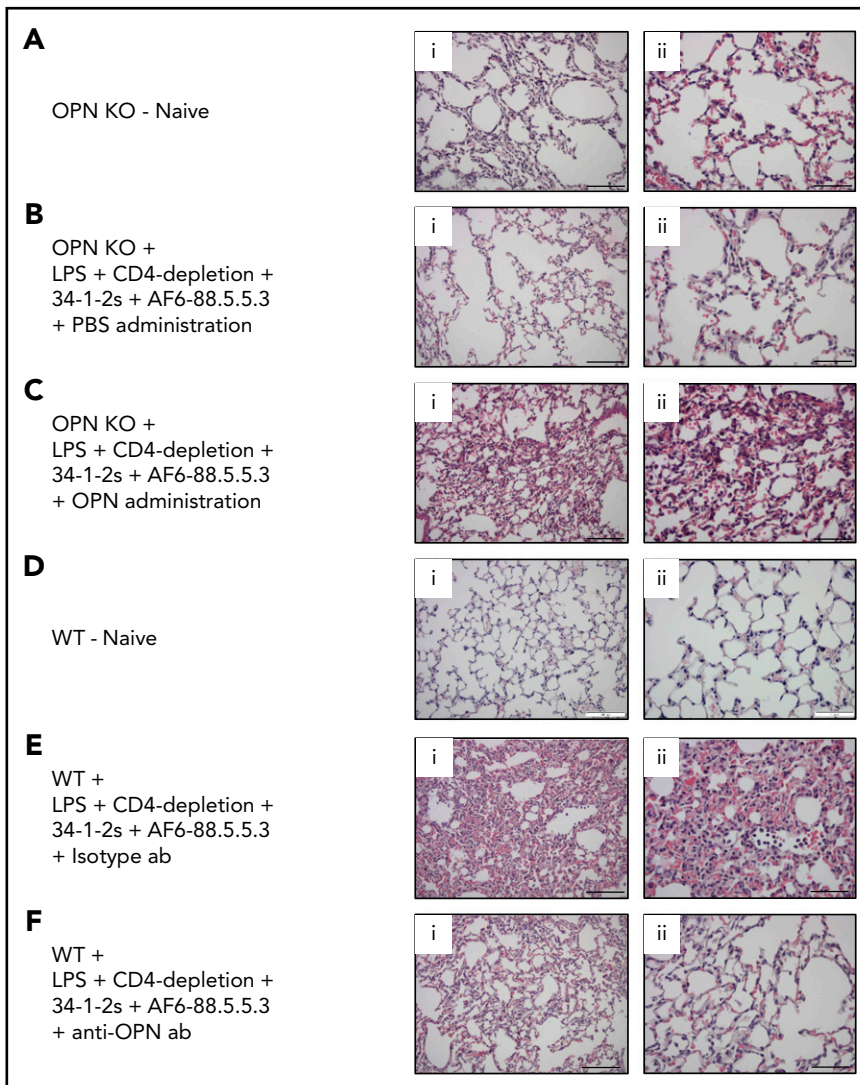 A
OPN KO - Naive
i
ii
B
OPN KO +
LPS + CD4-depletion +
34-1-2s + AF6-88.5.5.3
+ PBS administration
i
ii
C
OPN KO +
LPS + CD4-depletion +
34-1-2s + AF6-88.5.5.3
+ OPN administration
i
ii
D
WT - Naive
i
ii
E
WT +
LPS + CD4-depletion +
34-1-2s + AF6-88.5.5.3
+ Isotype ab
i
ii
F
WT +
LPS + CD4-depletion +
34-1-2s + AF6-88.5.5.3
+ anti-OPN ab
i
ii